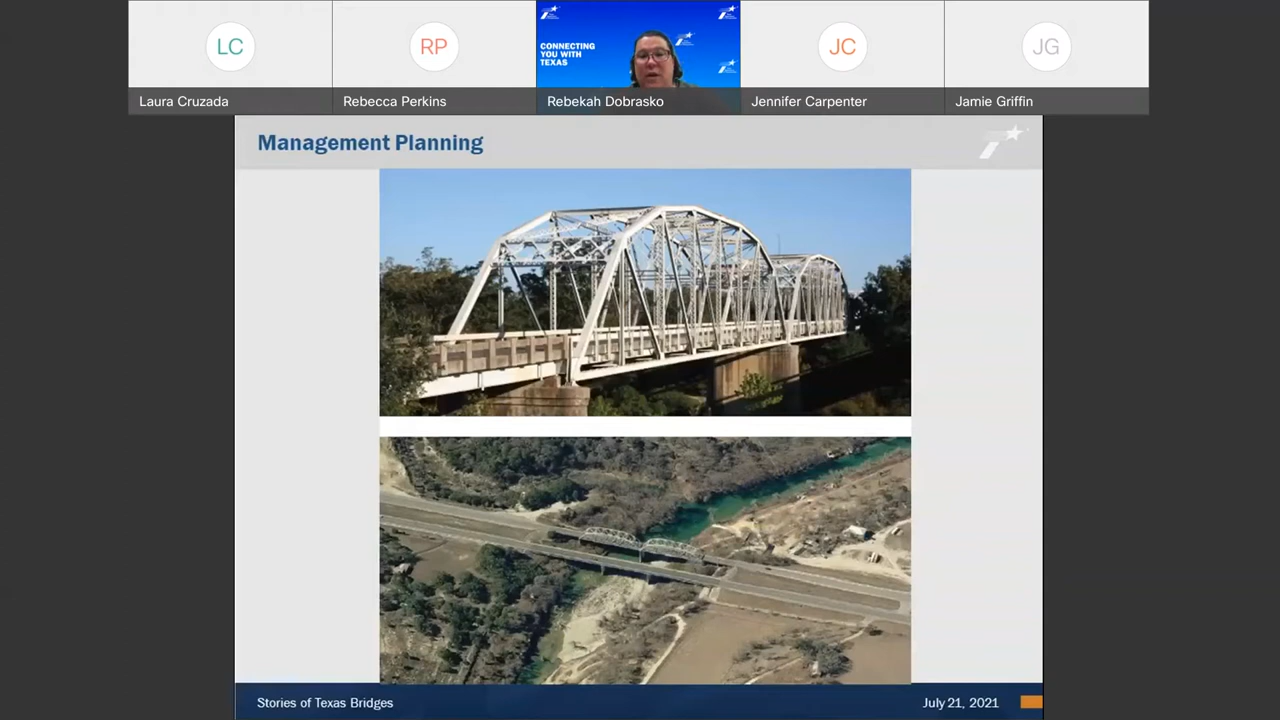 LC
RP
CONNECTING
YOU WITH
TEXAS
JC
JG
Laura Cruzada
Rebecca Perkins
Rebekah Dobrasko
Jennifer Carpenter
Jamie Griffin
Management Planning
Stories of Texas Bridges
July 21, 2021